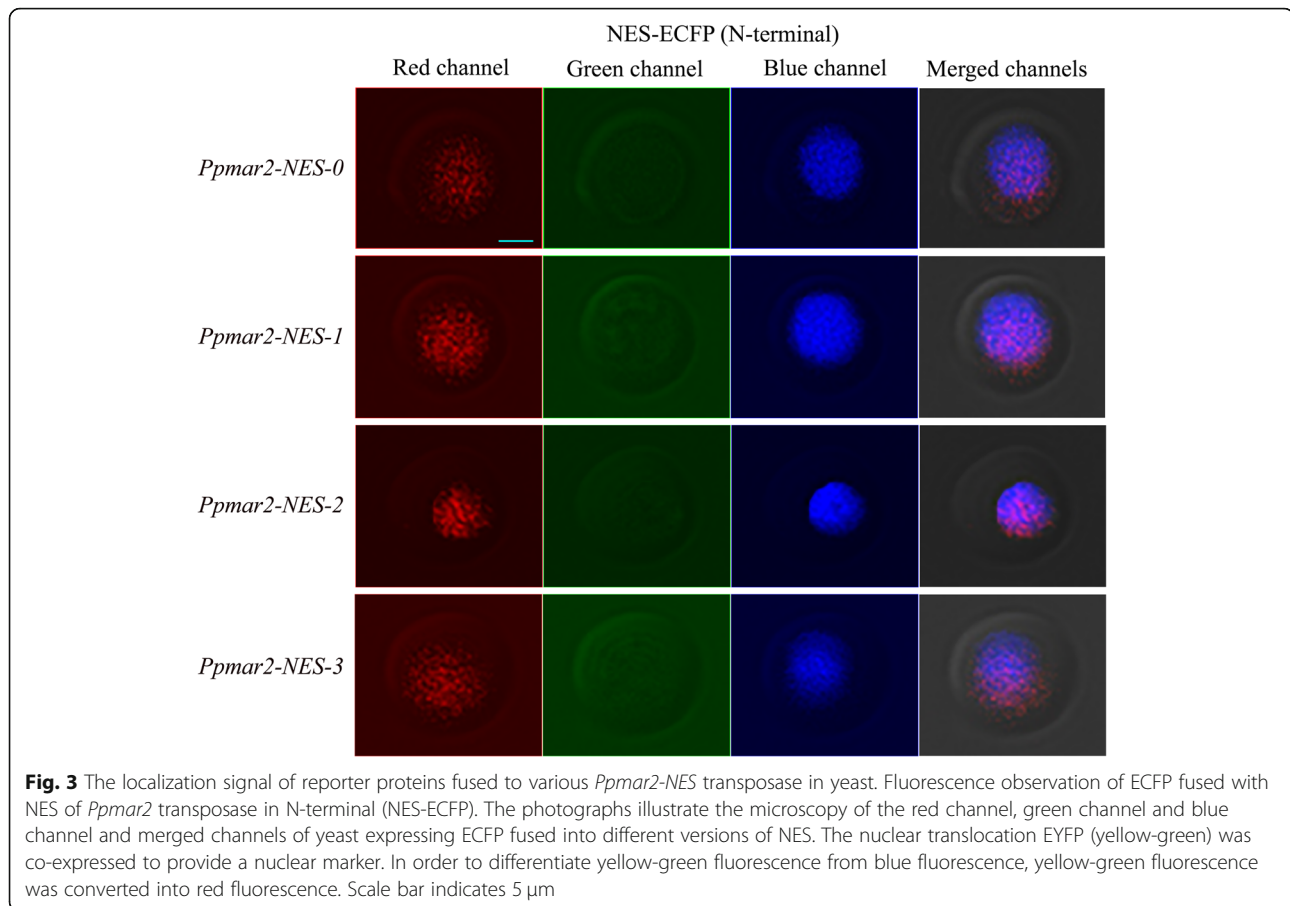 NES-ECFP (N-terminal)
Red channel Green channel Blue channel Merged channels
Ppmar2-NES-0
Ppmar2-NES-1
Ppmar2-NES-2
Ppmar2-NES-3
Fig. 3 The localization signal of reporter proteins fused to various Ppmar2-NES transposase in yeast. Fluorescence observation of ECFP fused with
NES of Ppmar2 transposase in N-terminal (NES-ECFP). The photographs illustrate the microscopy of the red channel, green channel and blue
channel and merged channels of yeast expressing ECFP fused into different versions of NES. The nuclear translocation EYFP (yellow-green) was
co-expressed to provide a nuclear marker. In order to differentiate yellow-green fluorescence from blue fluorescence, yellow-green fluorescence
was converted into red fluorescence. Scale bar indicates 5 μm